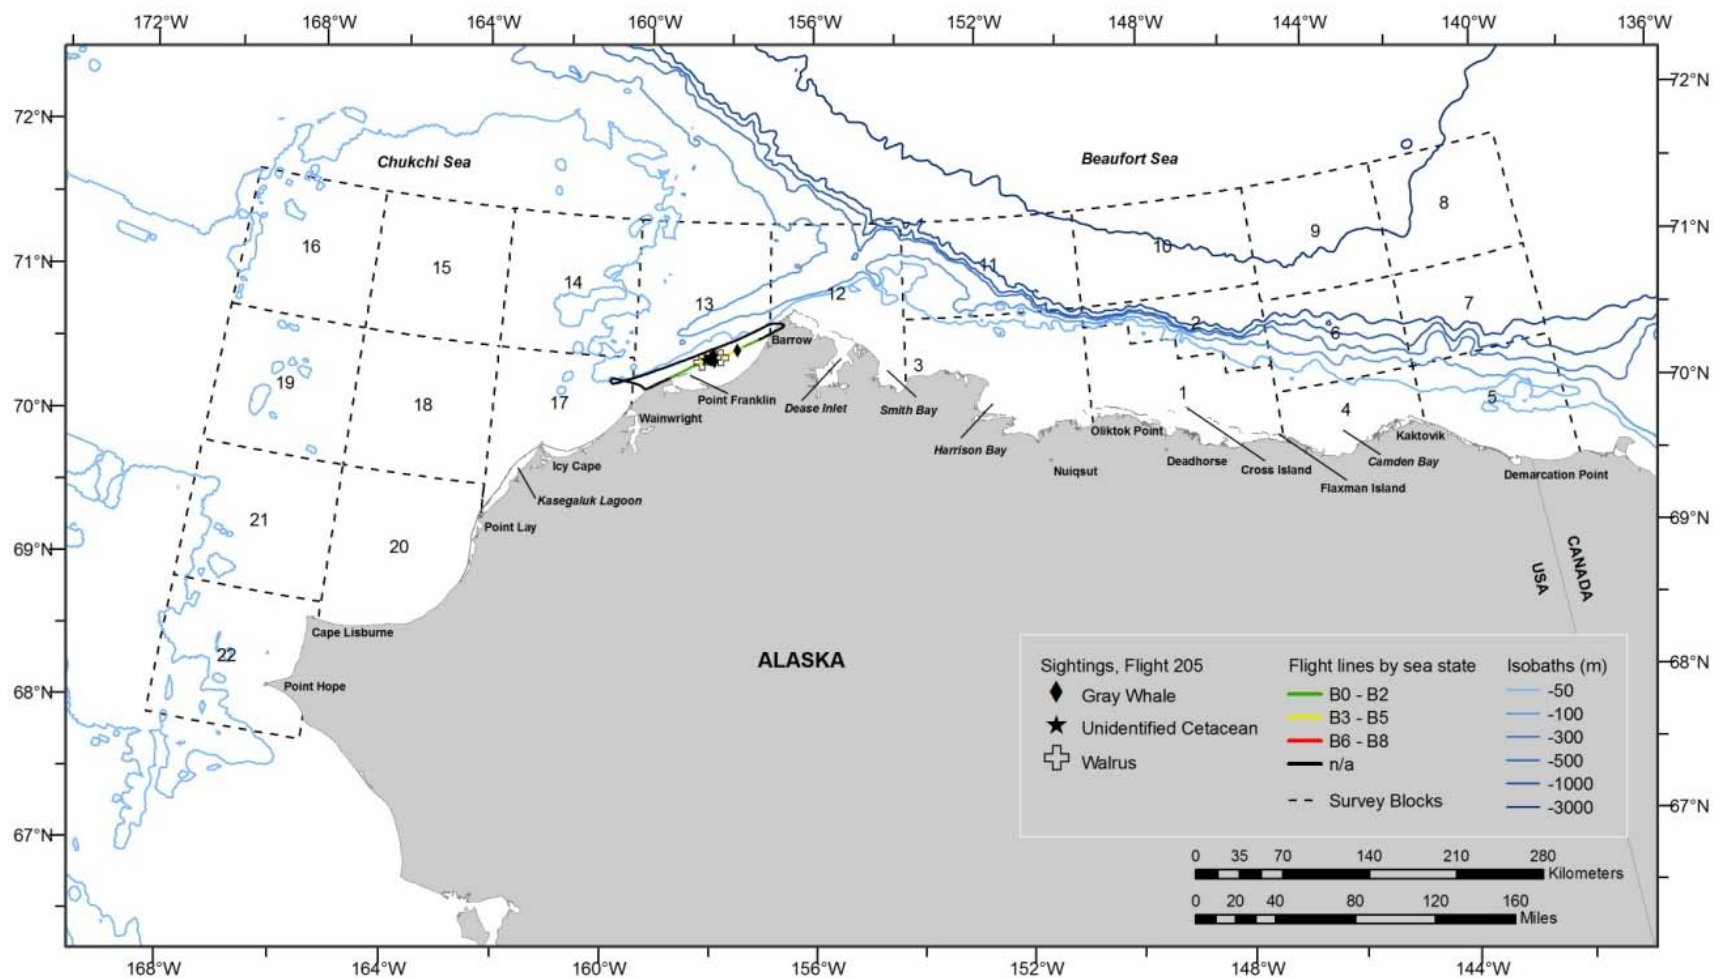 172°W 168°W 164°W 160°W 156°W 152°W 148°W 144°W 140°W 136°W
72°N 72°N
Chukchi Sea Beaufort Sea
71°N 71°N
16 15 14 13 12 11 10 9 8
7 6 2
70°N 70°N
19 18 17 3 1 4 5
Barrow
Point Franklin
Dease Inlet
Smith Bay
Wainwright
Harrison Bay
Oliktok Point
Kaktovik
Icy Cape
Nuiqsut
Deadhorse
Cross Island
Camden Bay
Flaxman Island
Demarcation Point
Kasegaluk Lagoon
Point Lay
69°N 69°N
21 20
USA CANADA
Cape Lisburne
22
Point Hope
ALASKA
68°N 68°N
67°N 67°N
Sightings, Flight 205
Gray Whale
Unidentified Cetacean
Walrus
Flight lines by sea state
B0 - B2
B3 - B5
B6 - B8
n/a
Survey Blocks
Isobaths (m)
-50
-100
-300
-500
-1000
-3000
0 35 70 140 210 280
Kilometers
0 20 40 80 120 160
Miles
168°W 164°W 160°W 156°W 152°W 148°W 144°W